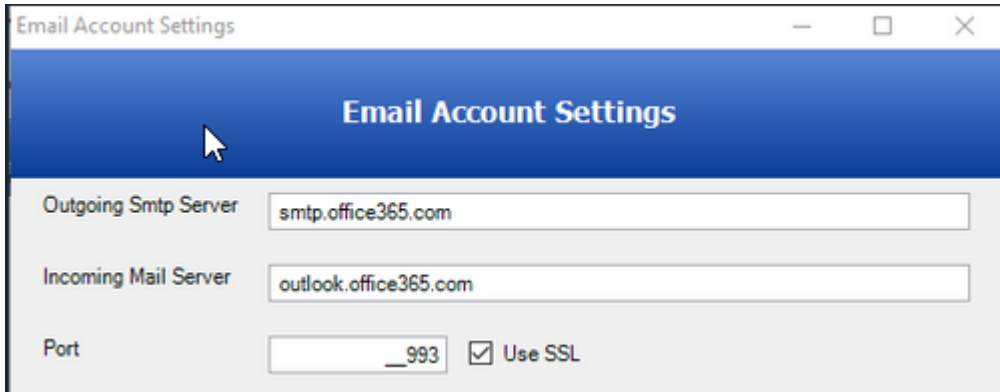 Email Account Settings
Email Account Settings
Outgoing Smtp Server smtp.office365.com
Incoming Mail Server outlook.office365.com
Port __993 Use SSL